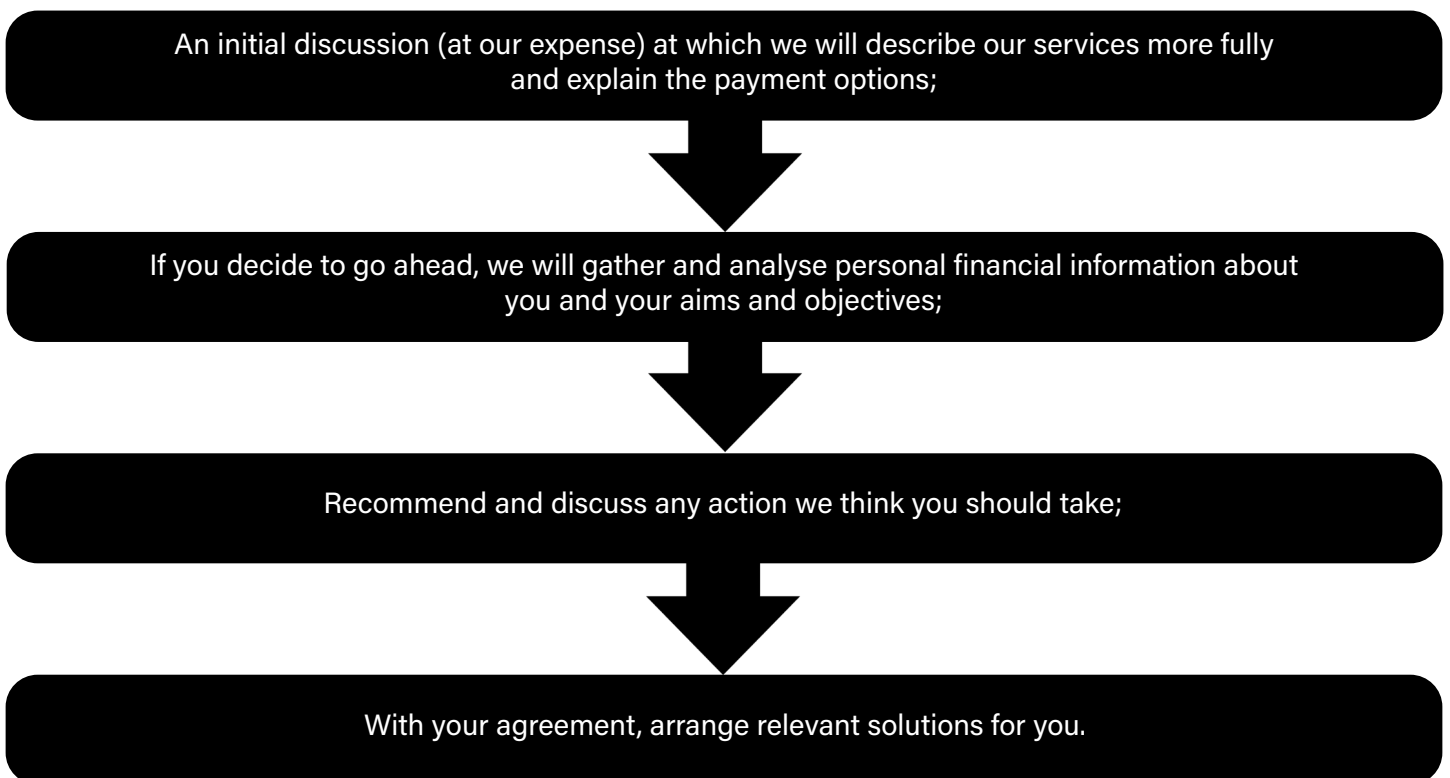 An initial discussion (at our expense) at which we will describe our services more fully
and explain the payment options;
If you decide to go ahead, we will gather and analyse personal financial information about
you and your aims and objectives;
Recommend and discuss any action we think you should take;
With your agreement, arrange relevant solutions for you.